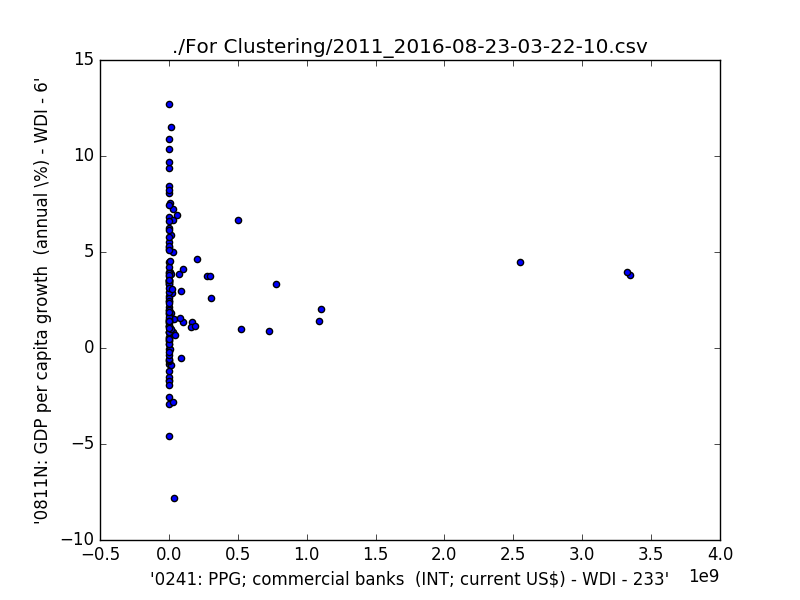 ./For Clustering/2011_2016-08-23-03-22-10.csv
15
10
5
0
−5
−10
'0811N: GDP per capita growth  (annual \%) - WDI - 6'
−0.5 0.0 0.5 1.0 1.5 2.0 2.5 3.0 3.5 4.0
1e9
'0241: PPG; commercial banks  (INT; current US$) - WDI - 233'